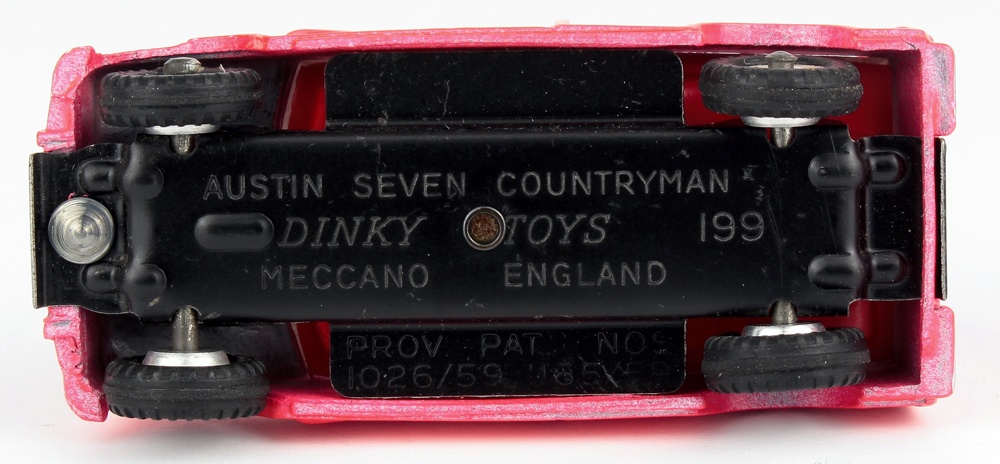 AUSTIN SEVEN COUNTRYMAN
DINKY TOYS 199
MECCANO ENGLAND
PROV PAT NOS
1026/59